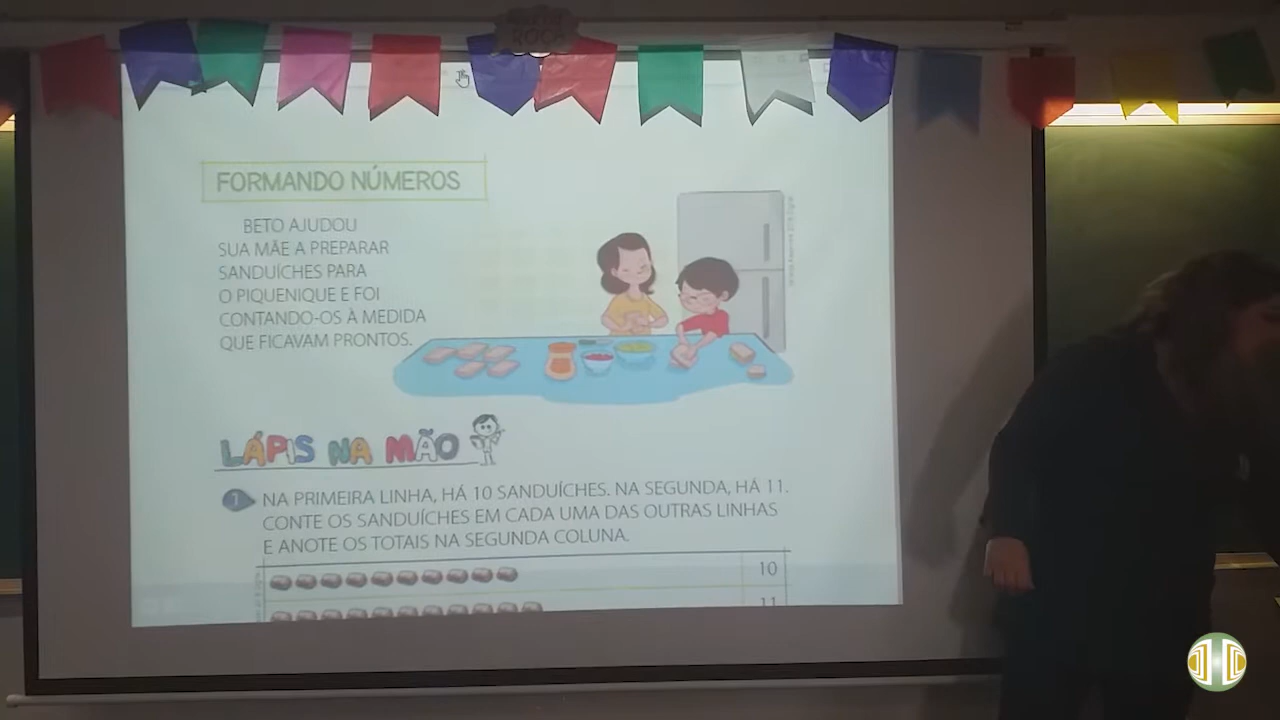 FORMANDO NÚMEROS
BETO AJUDOU
SUA MÃE A PREPARAR
SANDUÍCHES PARA
O PIQUENIQUE E FOI
CONTANDO-OS À MEDIDA
QUE FICAVAM PRONTOS.
LÁPIS NA MÃO
1 NA PRIMEIRA LINHA, HÁ 10 SANDUÍCHES. NA SEGUNDA, HÁ 11.
CONTE OS SANDUÍCHES EM CADA UMA DAS OUTRAS LINHAS
E ANOTE OS TOTAIS NA SEGUNDA COLUNA.
10
11